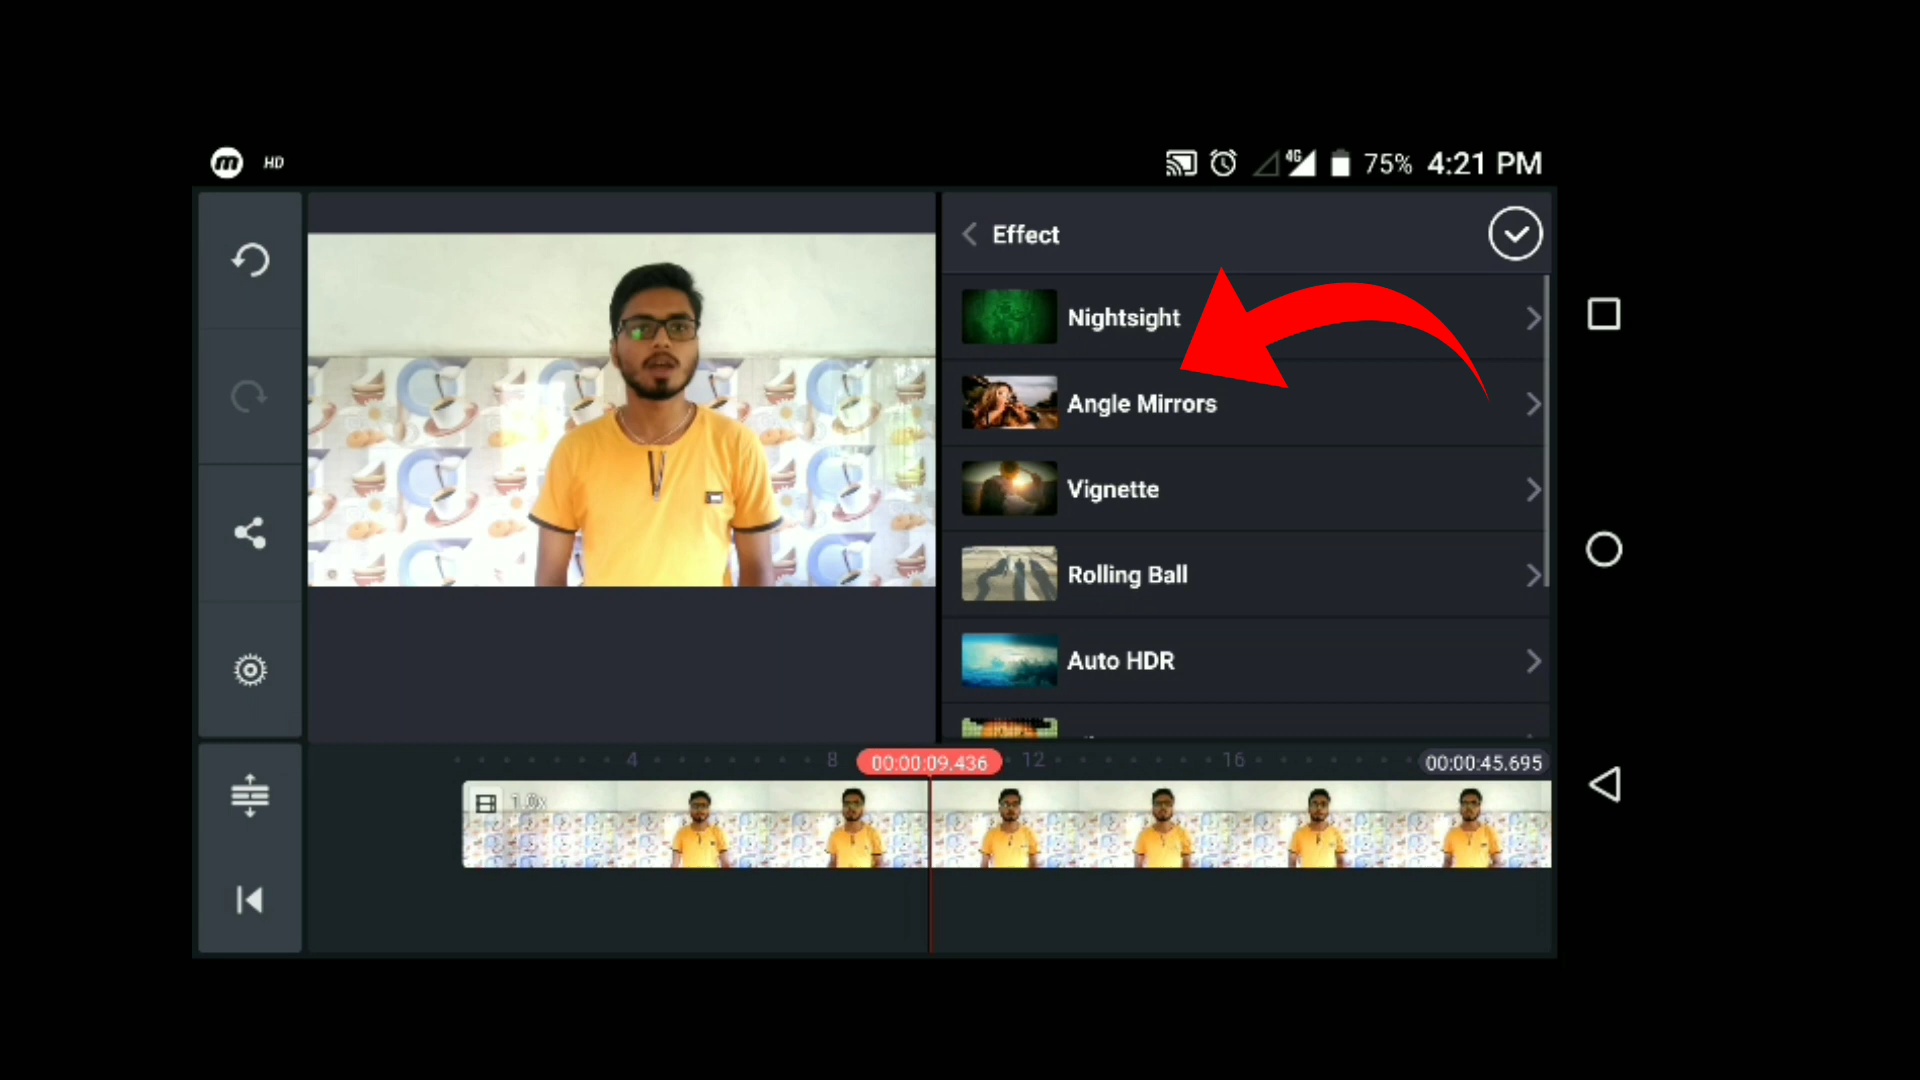 m HD 4G 75% 4:21 PM
Effect
Nightsight
Angle Mirrors
Vignette
Rolling Ball
Auto HDR
4 8 00:00:09.436 12 16 00:00:45.695
1.0x